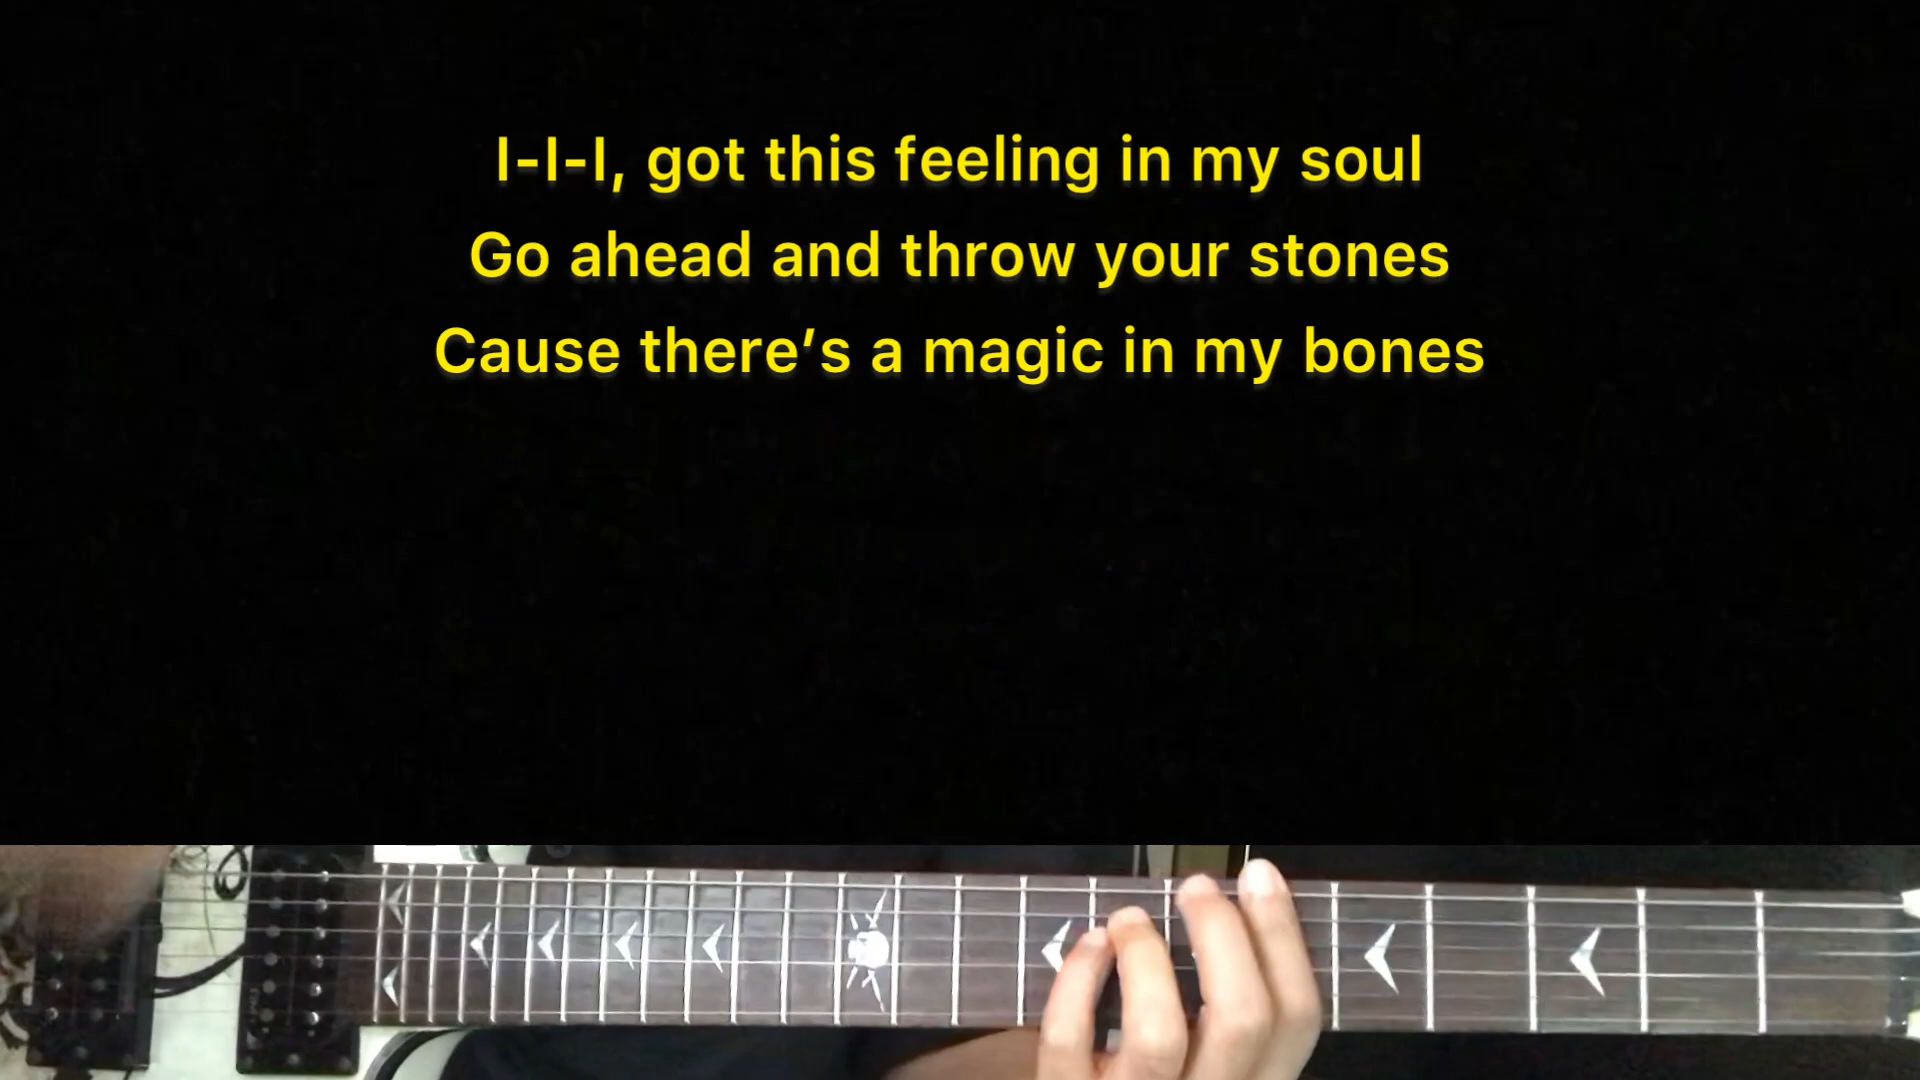 I-I-I, got this feeling in my soul
Go ahead and throw your stones
Cause there’s a magic in my bones